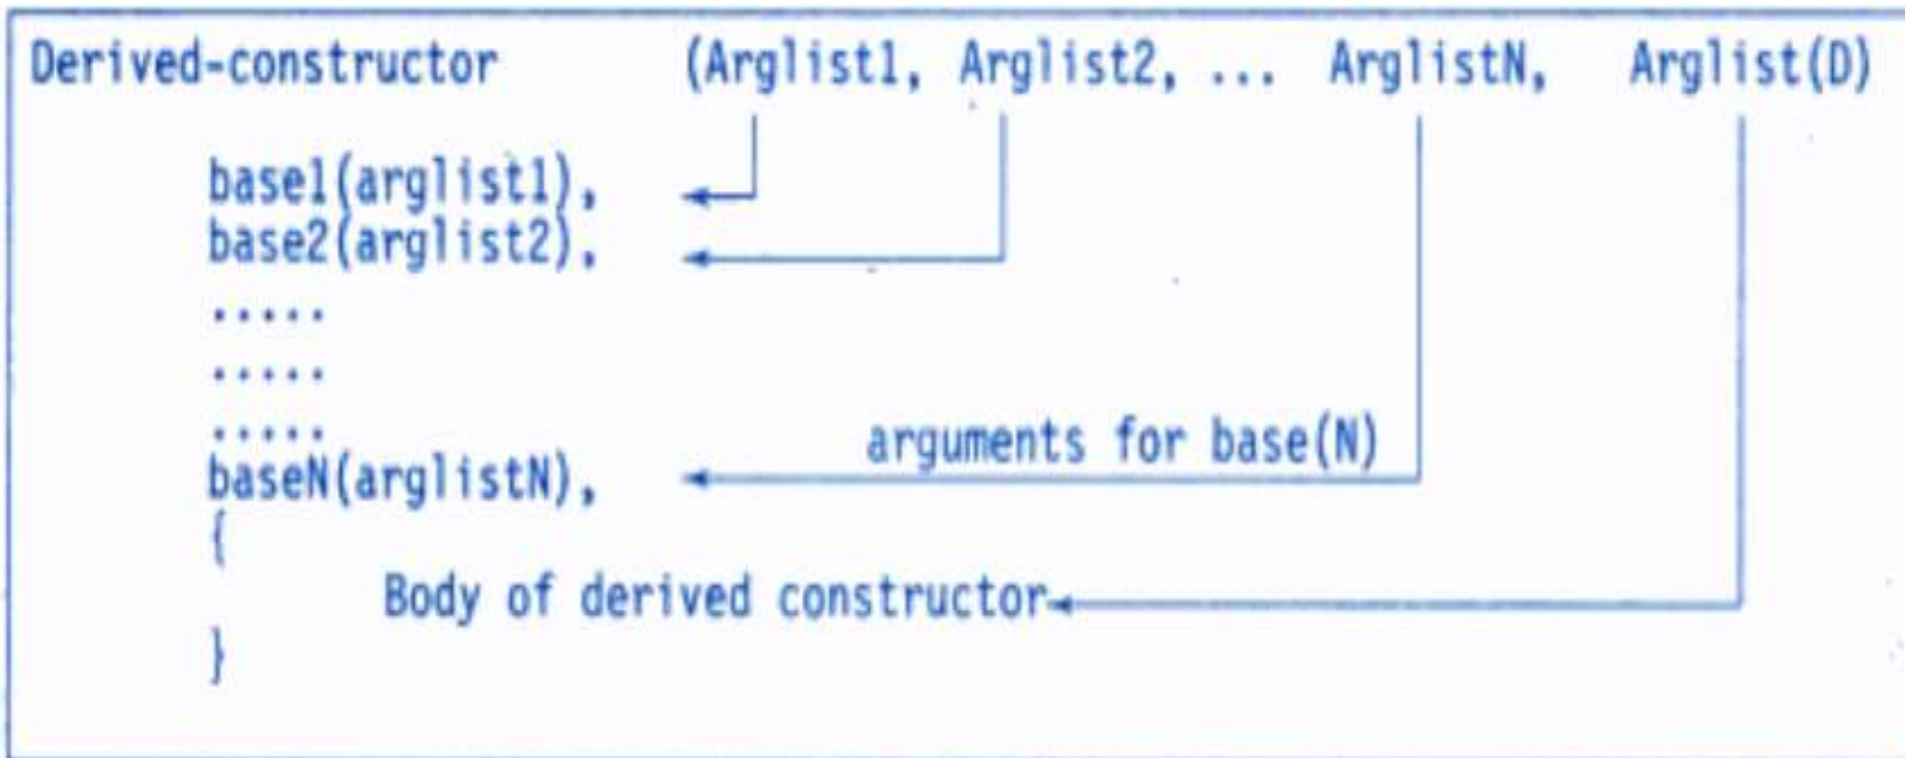 Derived-constructor (Arglist1, Arglist2, ... ArglistN, Arglist(D)
base1(arglist1),
base2(arglist2),
.....
.....
.....
arguments for base(N)
baseN(arglistN),
{
Body of derived constructor
}